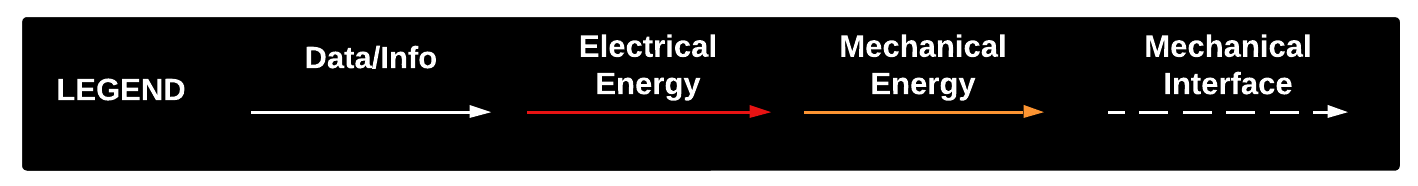 LEGEND
Data/Info
Electrical
Energy
Mechanical
Energy
Mechanical
Interface